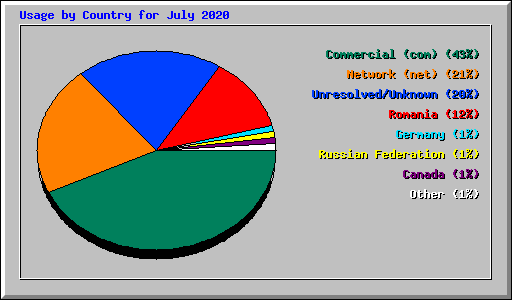 Usage by Country for July 2020
Commercial (com) (43%)
Network (net) (21%)
Unresolved/Unknown (20%)
Romania (12%)
Germany (1%)
Russian Federation (1%)
Canada (1%)
Other (1%)